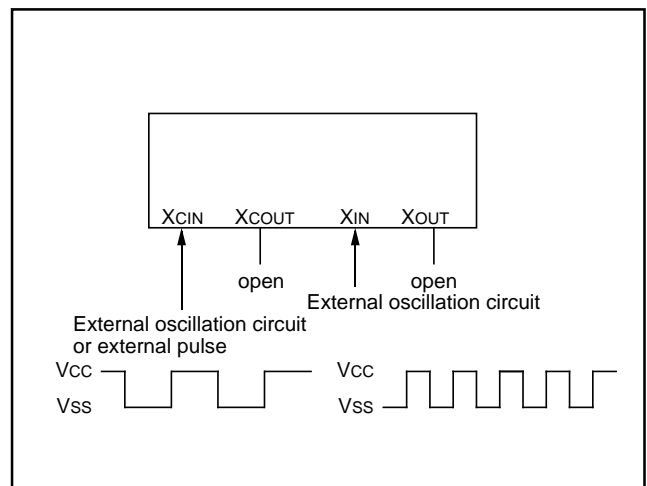 XCIN XCOUT XIN XOUT
open open
External oscillation circuit
External oscillation circuit
or external pulse
VCC VCC
VSS VSS